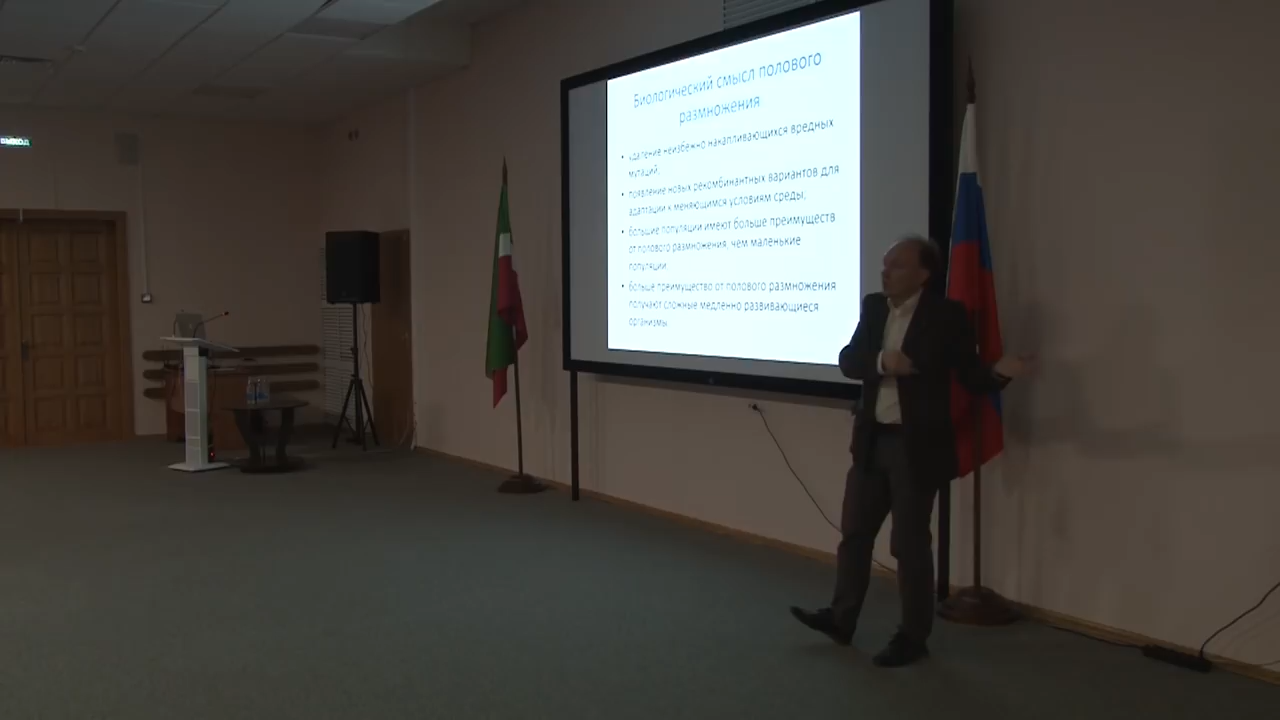 ВЫХОД
Биологический смысл полового
размножения
• удаление неизбежно накапливающихся вредных
мутаций;
• появление новых рекомбинантных вариантов для
адаптации к меняющимся условиям среды;
• большие популяции имеют больше преимуществ
от полового размножения, чем маленькие
популяции
• больше преимущество от полового размножения
получают сложные медленно развивающиеся
организмы